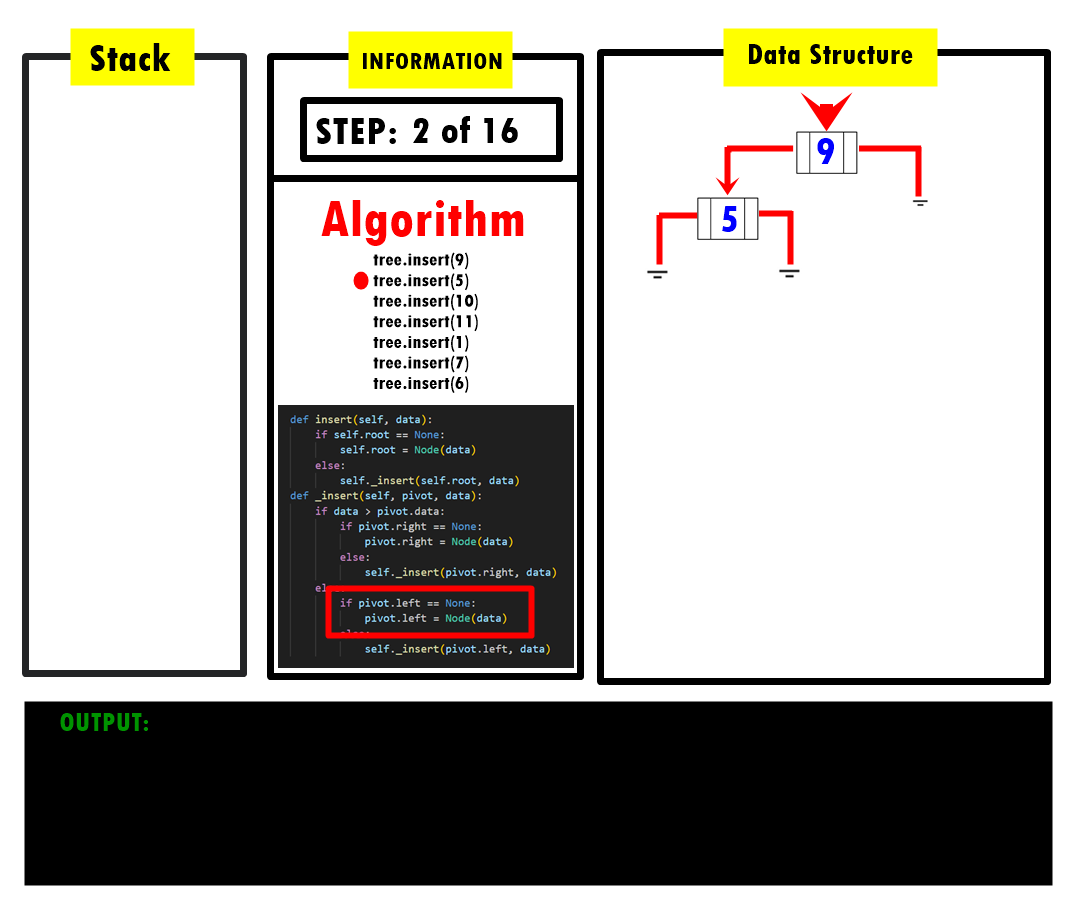 Stack
INFORMATION
STEP: 2 of 16
Algorithm
tree.insert(9)
tree.insert(5)
tree.insert(10)
tree.insert(11)
tree.insert(1)
tree.insert(7)
tree.insert(6)
def insert(self, data):
if self.root == None:
self.root = Node(data)
else:
self._insert(self.root, data)
def _insert(self, pivot, data):
if data > pivot.data:
if pivot.right == None:
pivot.right = Node(data)
else:
self._insert(pivot.right, data)
else:
if pivot.left == None:
pivot.left = Node(data)
else:
self._insert(pivot.left, data)
Data Structure
9
5
OUTPUT: